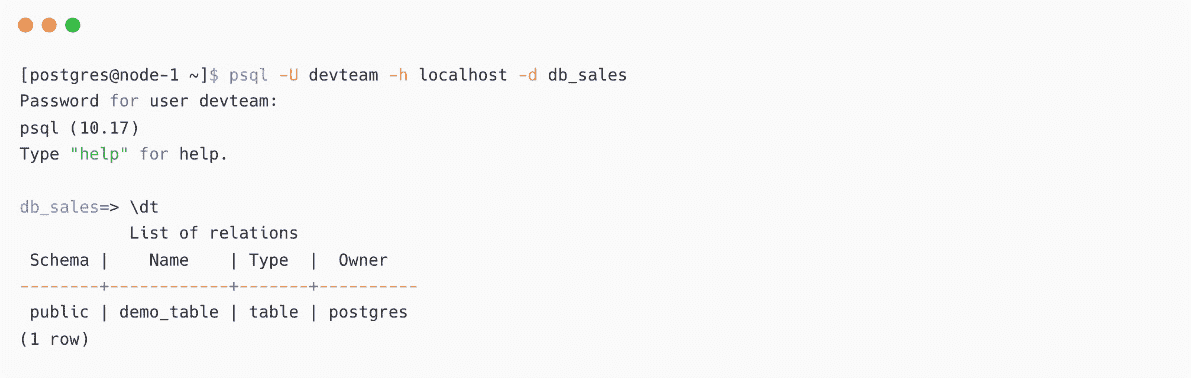 [postgres@node-1 ~]$ psql -U devteam -h localhost -d db_sales
Password for user devteam:
psql (10.17)
Type "help" for help.

db_sales=> \dt
           List of relations
 Schema |    Name    | Type  |  Owner
--------+------------+-------+----------
 public | demo_table | table | postgres
(1 row)